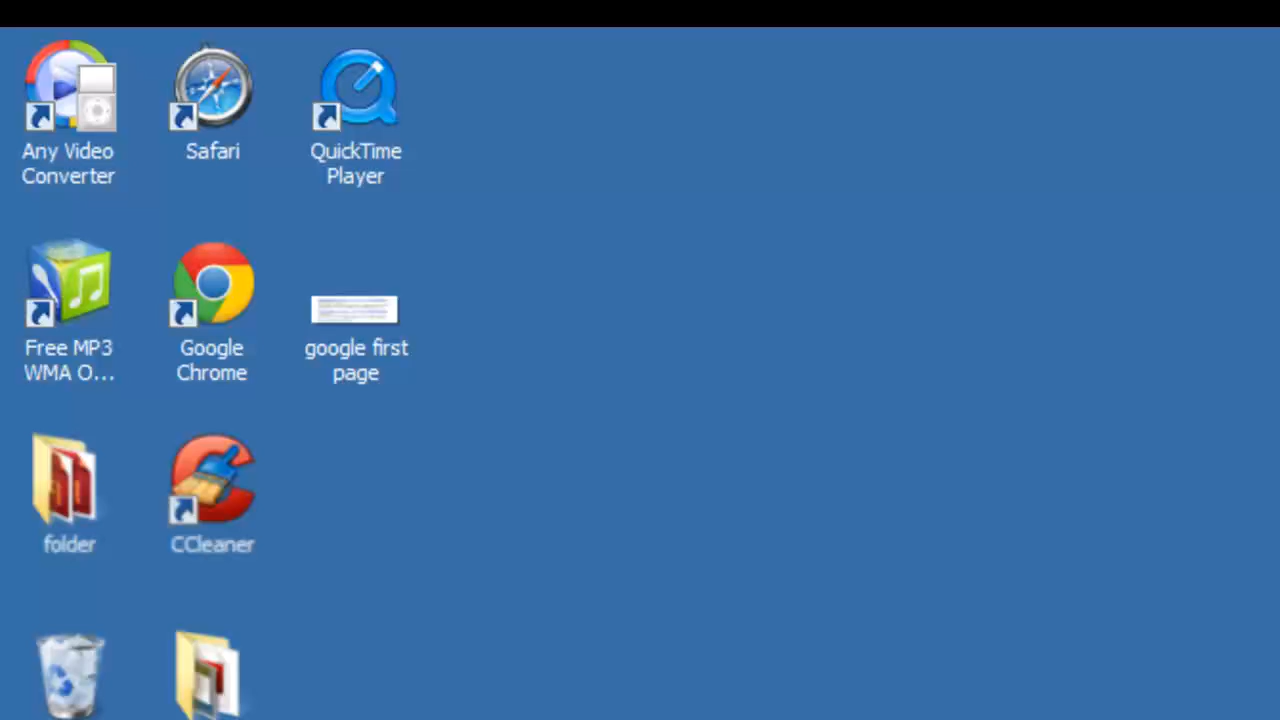 Any Video
Converter
Safari
QuickTime
Player
Free MP3
WMA O...
Google
Chrome
google first
page
folder
CCleaner